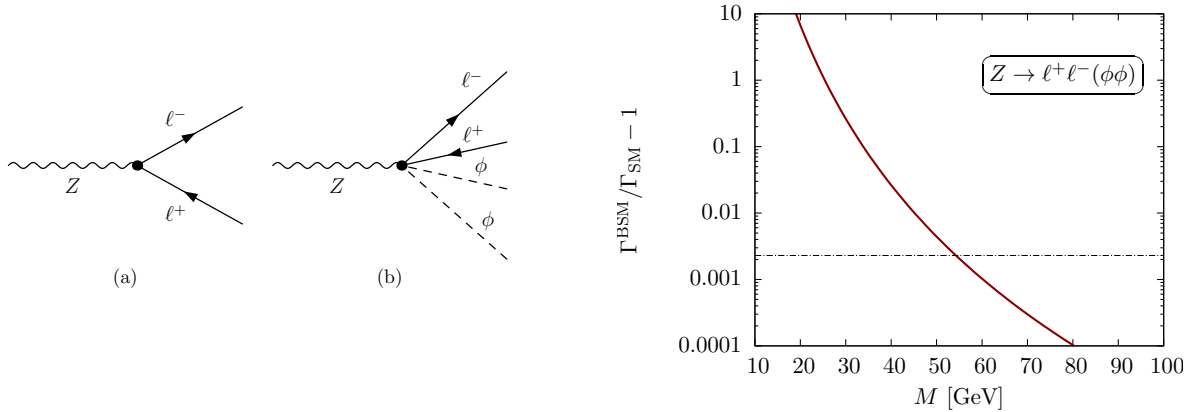 ℓ⁻
Z
ℓ⁺
(a)
ℓ⁻
ℓ⁺
ϕ
Z
ϕ
(b)
Γ^BSM/Γ_SM − 1
10
1
0.1
0.01
0.001
0.0001
Z → ℓ⁺ℓ⁻(ϕϕ)
10 20 30 40 50 60 70 80 90 100
M [GeV]